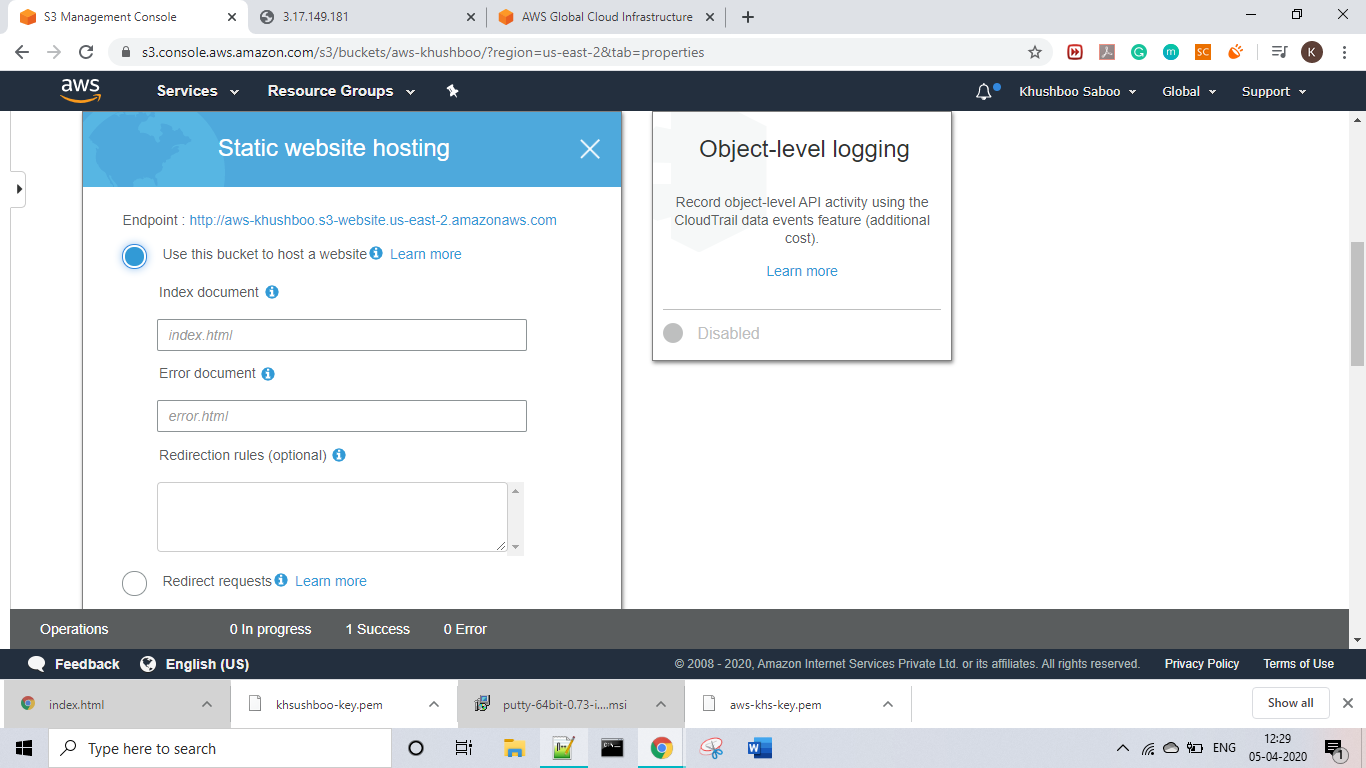 S3 Management Console
3.17.149.181
AWS Global Cloud Infrastructure
s3.console.aws.amazon.com/s3/buckets/aws-khushboo/?region=us-east-2&tab=properties
m
SC
K
aws
Services
Resource Groups
Khushboo Saboo
Global
Support
Static website hosting
Endpoint : http://aws-khushboo.s3-website.us-east-2.amazonaws.com
Use this bucket to host a website Learn more
Index document
index.html
Error document
error.html
Redirection rules (optional)
Redirect requests Learn more
Object-level logging
Record object-level API activity using the
CloudTrail data events feature (additional
cost).
Learn more
Disabled
Operations 0 In progress 1 Success 0 Error
Feedback English (US) © 2008 - 2020, Amazon Internet Services Private Ltd. or its affiliates. All rights reserved. Privacy Policy Terms of Use
index.html
khsushboo-key.pem
putty-64bit-0.73-i....msi
aws-khs-key.pem
Show all
Type here to search
ENG
12:29
05-04-2020
1